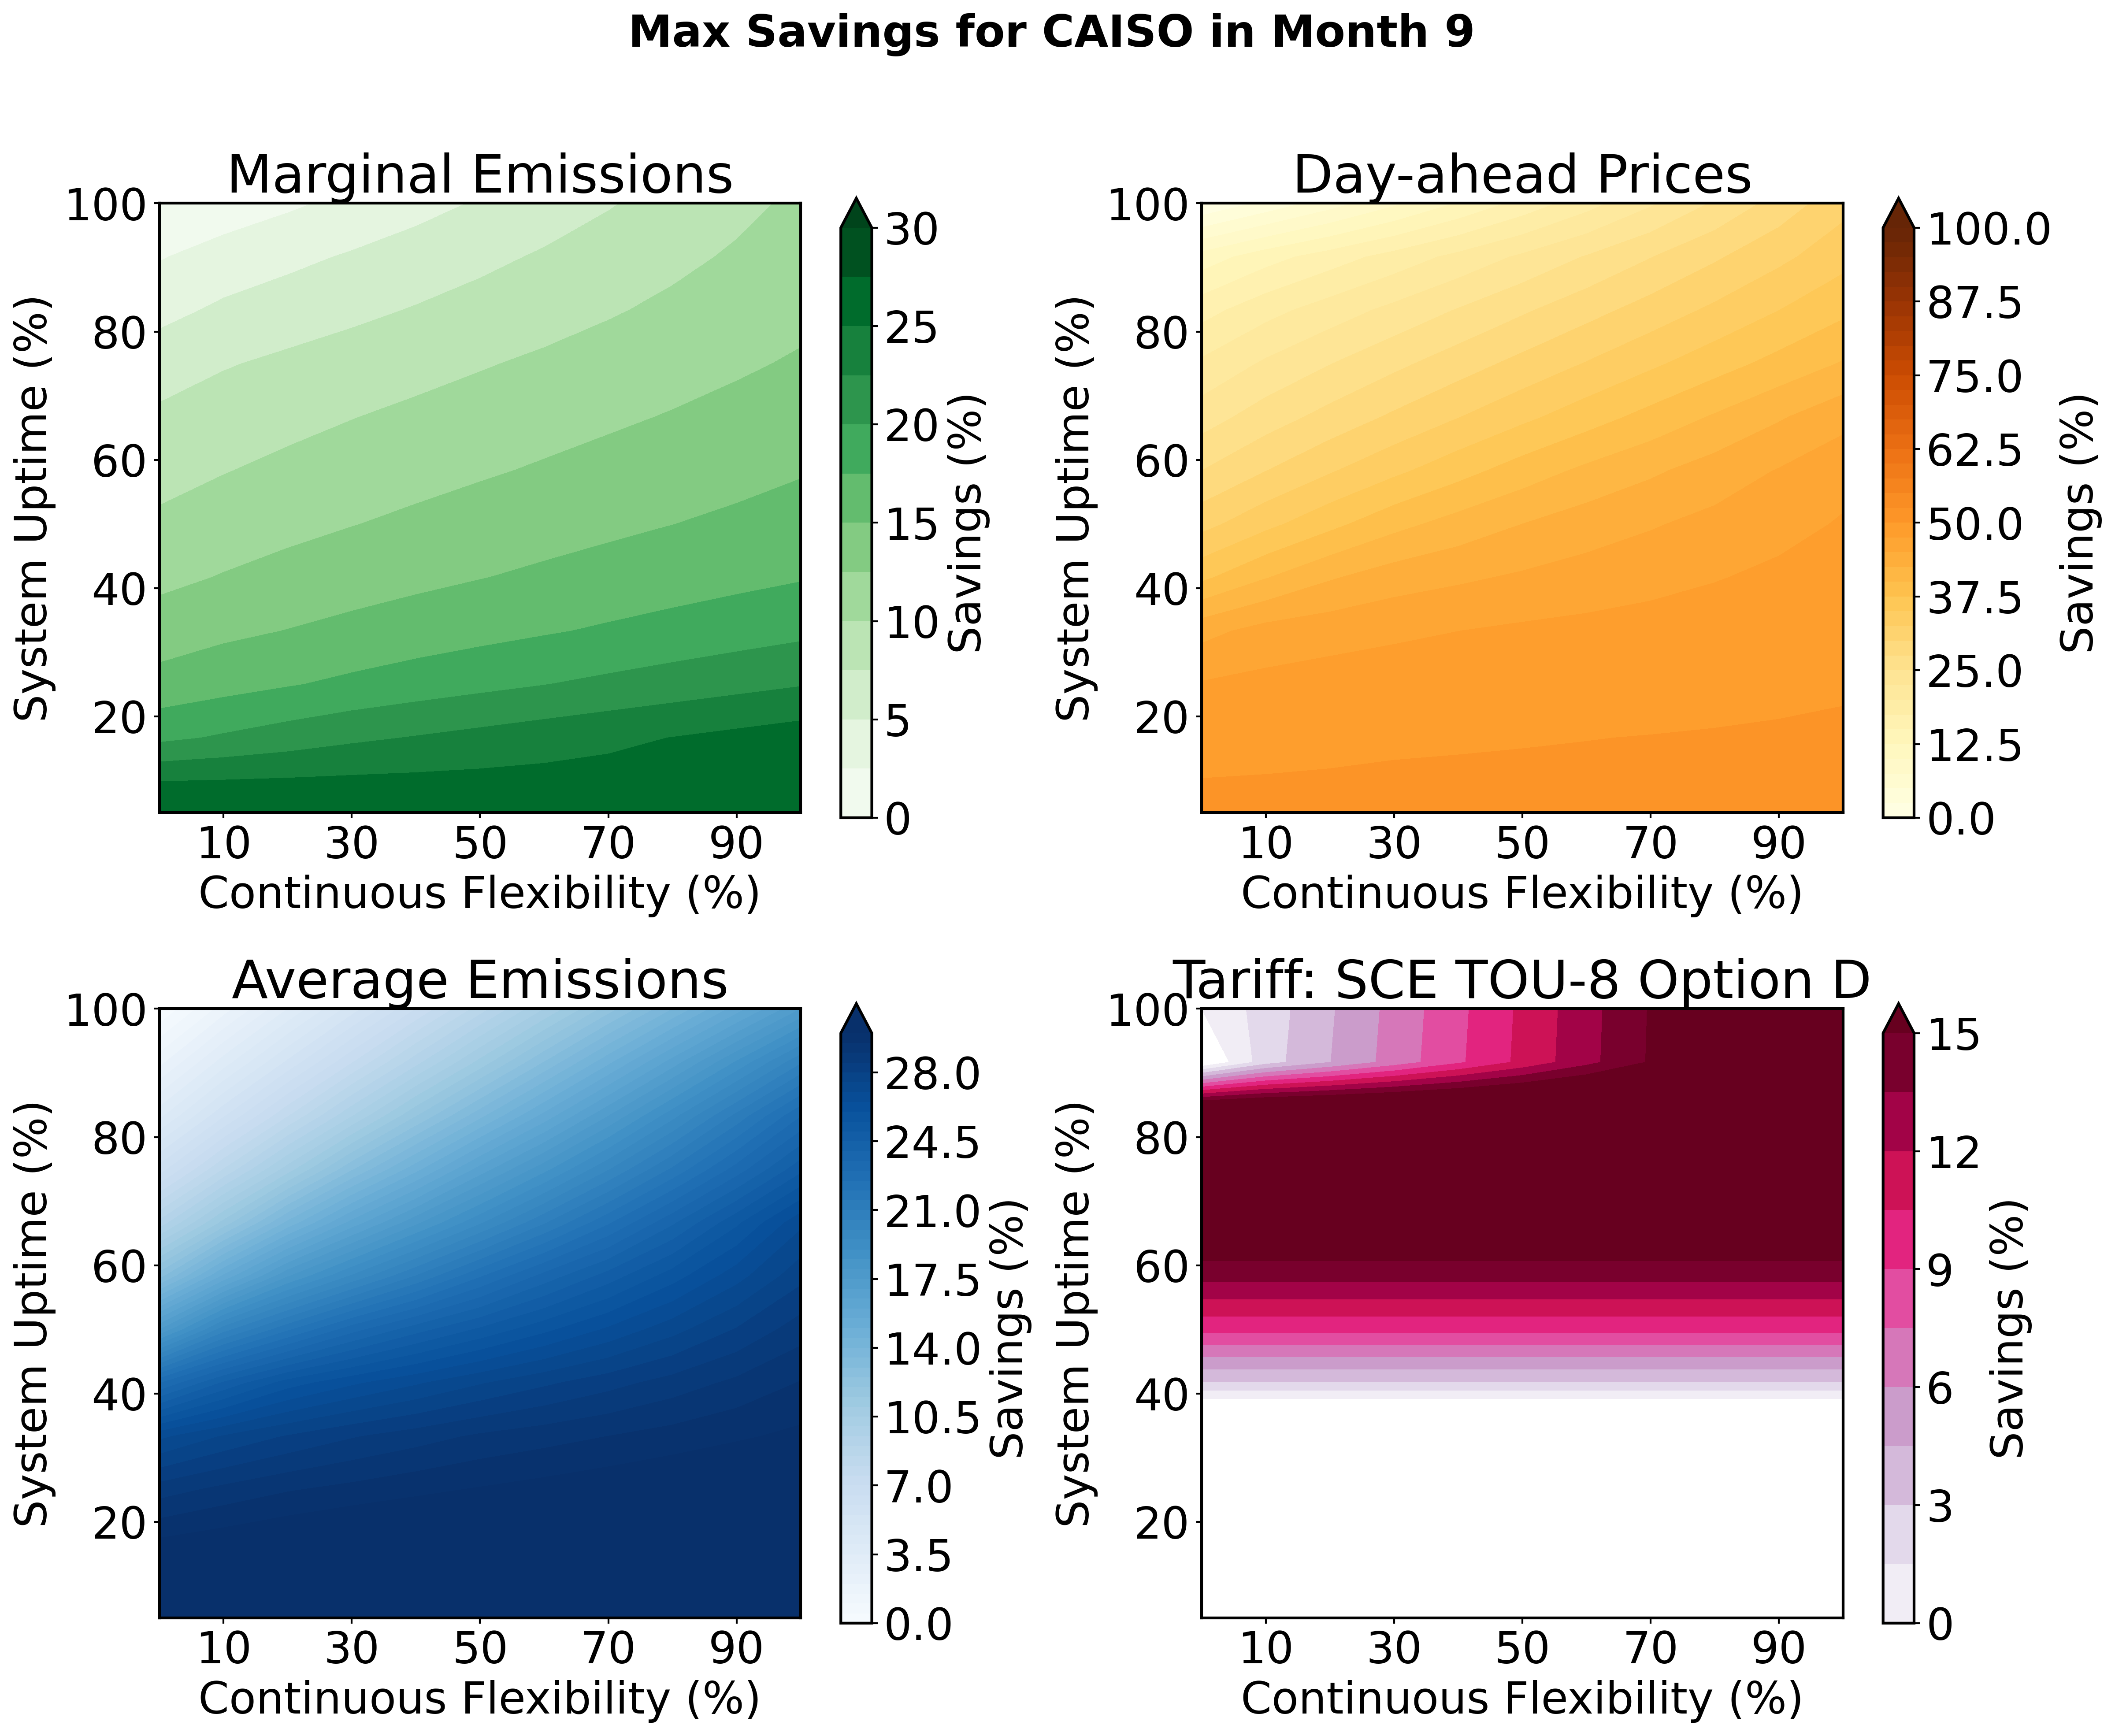 Max Savings for CAISO in Month 9
Marginal Emissions
System Uptime (%)
100
80
60
40
20
10 30 50 70 90
Continuous Flexibility (%)
30
25
20
15
10
5
0
Savings (%)
Day-ahead Prices
System Uptime (%)
100
80
60
40
20
10 30 50 70 90
Continuous Flexibility (%)
100.0
87.5
75.0
62.5
50.0
37.5
25.0
12.5
0.0
Savings (%)
Average Emissions
System Uptime (%)
100
80
60
40
20
10 30 50 70 90
Continuous Flexibility (%)
28.0
24.5
21.0
17.5
14.0
10.5
7.0
3.5
0.0
Savings (%)
Tariff: SCE TOU-8 Option D
System Uptime (%)
100
80
60
40
20
10 30 50 70 90
Continuous Flexibility (%)
15
12
9
6
3
0
Savings (%)